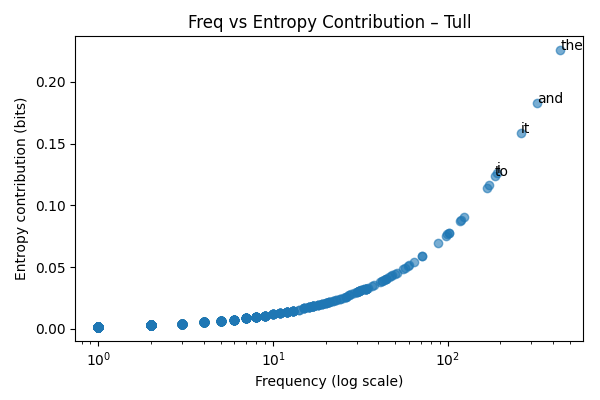 Freq vs Entropy Contribution – Tull
Entropy contribution (bits)
0.20
0.15
0.10
0.05
0.00
the
and
it
i
to
10⁰
10¹
10²
Frequency (log scale)